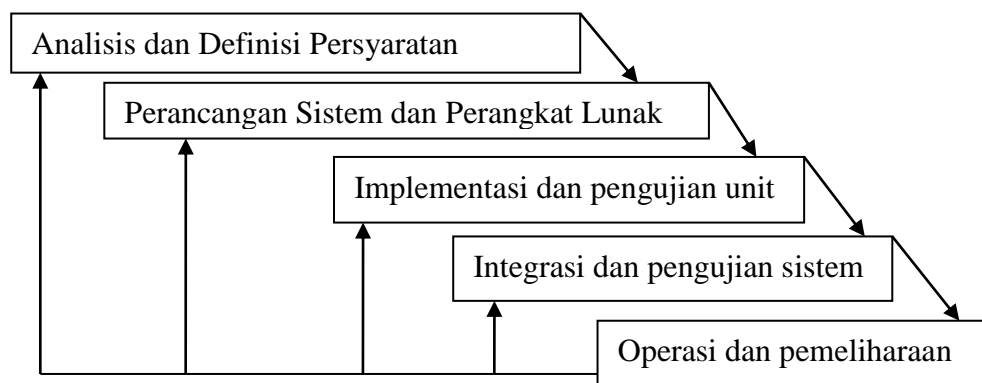 Analisis dan Definisi Persyaratan
Perancangan Sistem dan Perangkat Lunak
Implementasi dan pengujian unit
Integrasi dan pengujian sistem
Operasi dan pemeliharaan